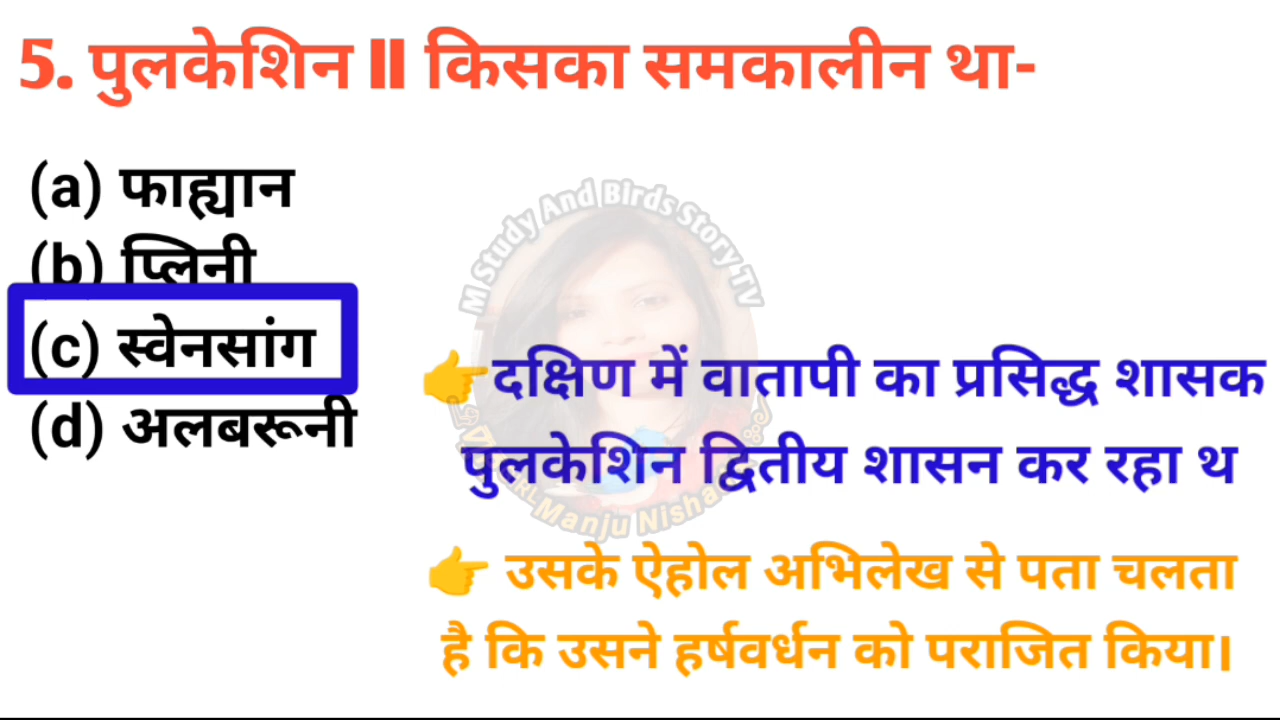 5. पुलकेशिन II किसका समकालीन था-
(a) फाह्यान
(b) प्लिनी
(c) स्वेनसांग
(d) अलबरूनी
M Study And Birds Story TV
👉दक्षिण में वातापी का प्रसिद्ध शासक
पुलकेशिन द्वितीय शासन कर रहा थ
Manju Nisha
👉 उसके ऐहोल अभिलेख से पता चलता
है कि उसने हर्षवर्धन को पराजित किया।